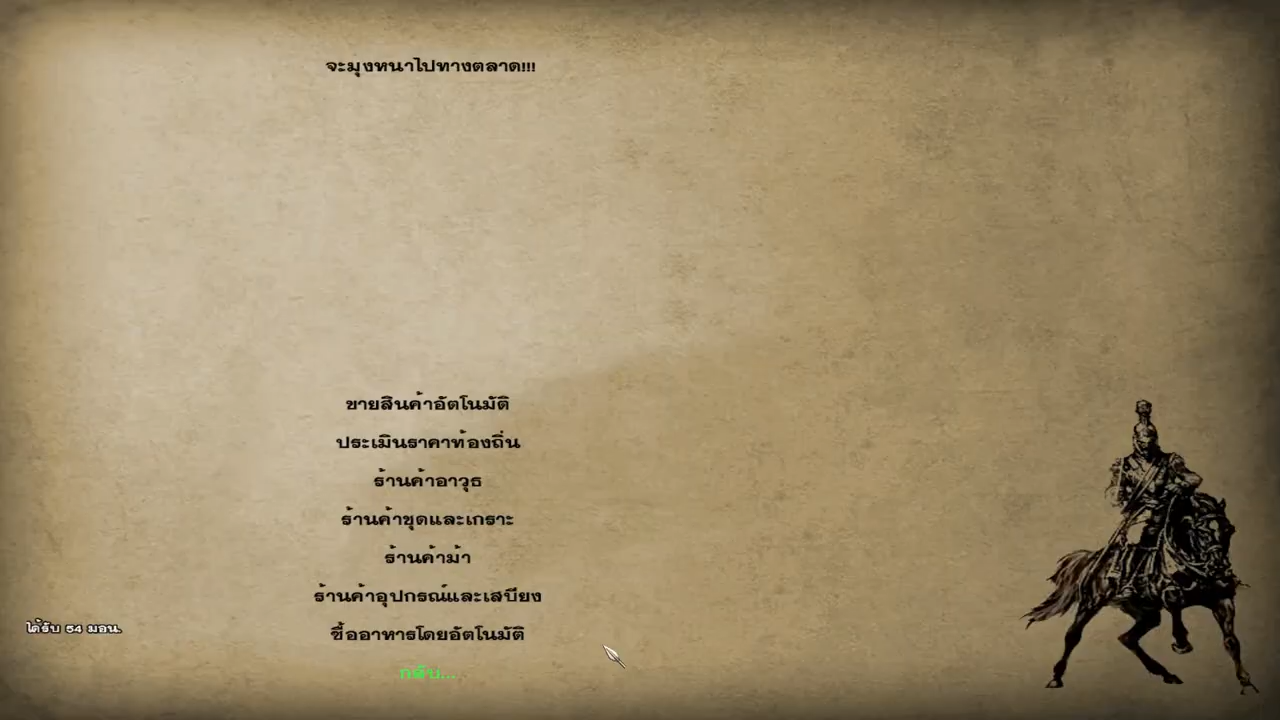 จะมุงหนาไปทางตลาด!!!
ขายสินค้าอัตโนมัติ
ประเมินราคาท้องถิ่น
ร้านค้าอาวุธ
ร้านค้าชุดและเกราะ
ร้านค้าม้า
ร้านค้าอุปกรณ์และเสบียง
ซื้ออาหารโดยอัตโนมัติ
ได้รับ 54 มอน.
กลับ...